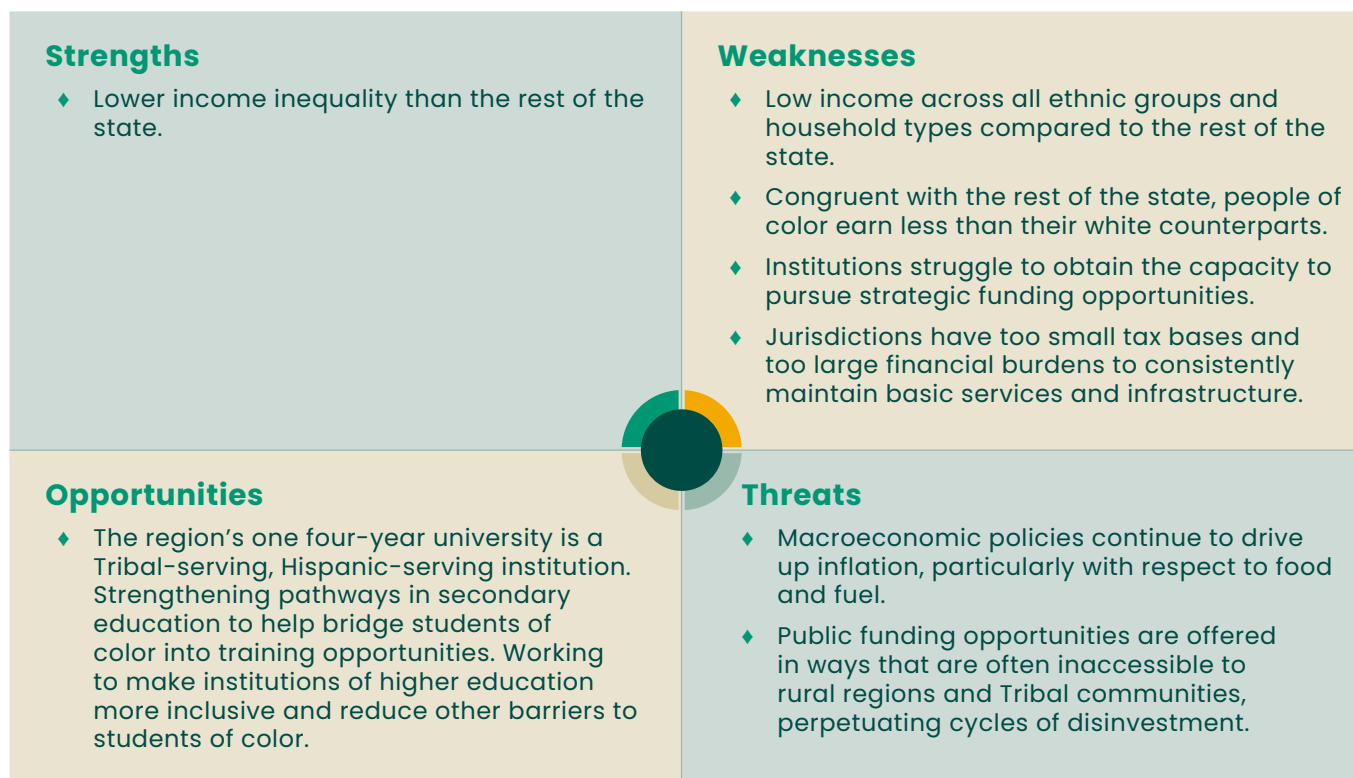 Strengths
♦ Lower income inequality than the rest of the
state.
Weaknesses
♦ Low income across all ethnic groups and
household types compared to the rest of the
state.
♦ Congruent with the rest of the state, people of
color earn less than their white counterparts.
♦ Institutions struggle to obtain the capacity to
pursue strategic funding opportunities.
♦ Jurisdictions have too small tax bases and
too large financial burdens to consistently
maintain basic services and infrastructure.
Opportunities
♦ The region’s one four-year university is a
Tribal-serving, Hispanic-serving institution.
Strengthening pathways in secondary
education to help bridge students of
color into training opportunities. Working
to make institutions of higher education
more inclusive and reduce other barriers to
students of color.
Threats
♦ Macroeconomic policies continue to drive
up inflation, particularly with respect to food
and fuel.
♦ Public funding opportunities are offered
in ways that are often inaccessible to
rural regions and Tribal communities,
perpetuating cycles of disinvestment.